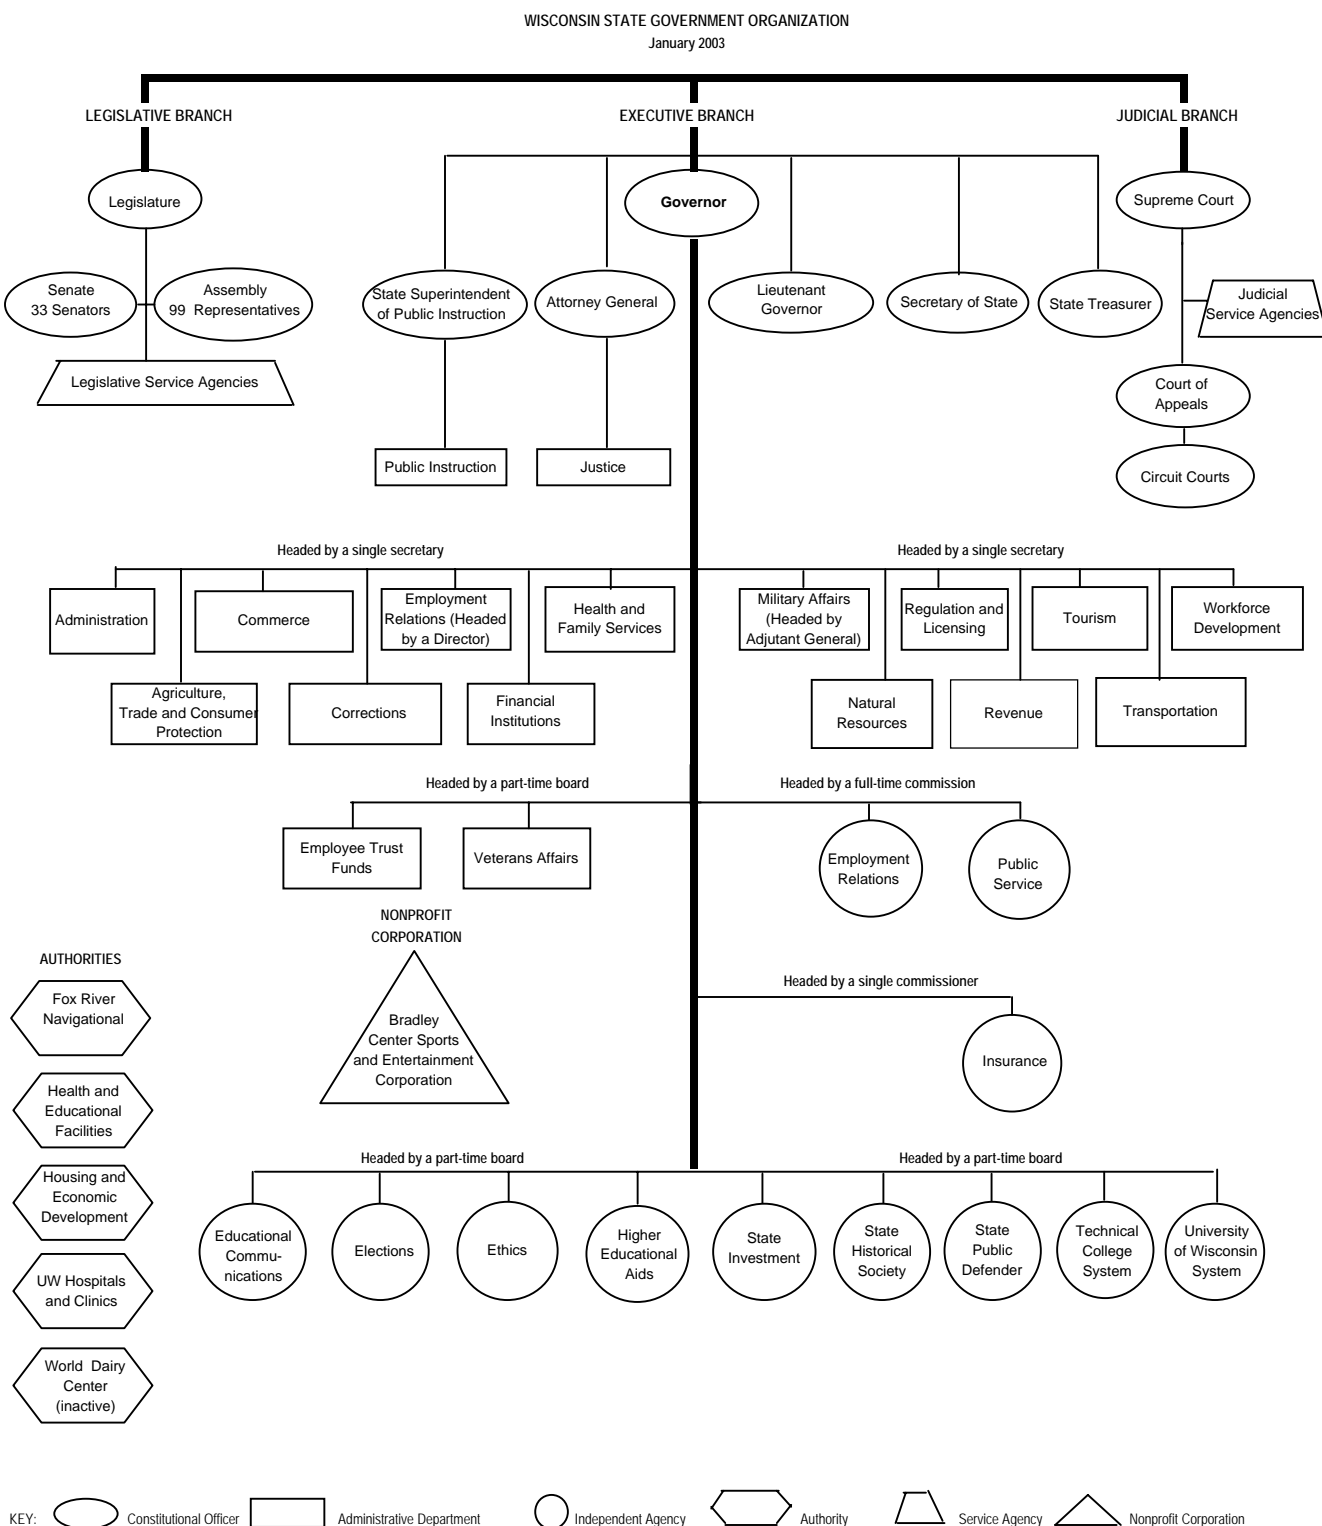 WISCONSIN STATE GOVERNMENT ORGANIZATION
January 2003
LEGISLATIVE BRANCH
EXECUTIVE BRANCH
JUDICIAL BRANCH
Legislature
Governor
Supreme Court
Senate
33 Senators
Assembly
99 Representatives
State Superintendent
of Public Instruction
Attorney General
Lieutenant
Governor
Secretary of State
State Treasurer
Judicial
Service Agencies
Legislative Service Agencies
Court of
Appeals
Public Instruction
Justice
Circuit Courts
Headed by a single secretary
Headed by a single secretary
Administration
Commerce
Employment
Relations (Headed
by a Director)
Health and
Family Services
Military Affairs
(Headed by
Adjutant General)
Regulation and
Licensing
Tourism
Workforce
Development
Agriculture,
Trade and Consumer
Protection
Corrections
Financial
Institutions
Natural
Resources
Revenue
Transportation
Headed by a part-time board
Headed by a full-time commission
Employee Trust
Funds
Veterans Affairs
Employment
Relations
Public
Service
NONPROFIT
CORPORATION
Bradley
Center Sports
and Entertainment
Corporation
AUTHORITIES
Fox River
Navigational
Health and
Educational
Facilities
Housing and
Economic
Development
UW Hospitals
and Clinics
World Dairy
Center
(inactive)
Headed by a single commissioner
Insurance
Headed by a part-time board
Headed by a part-time board
Educational
Commu-
nications
Elections
Ethics
Higher
Educational
Aids
State
Investment
State
Historical
Society
State
Public
Defender
Technical
College
System
University
of Wisconsin
System
KEY:
Constitutional Officer
Administrative Department
Independent Agency
Authority
Service Agency
Nonprofit Corporation